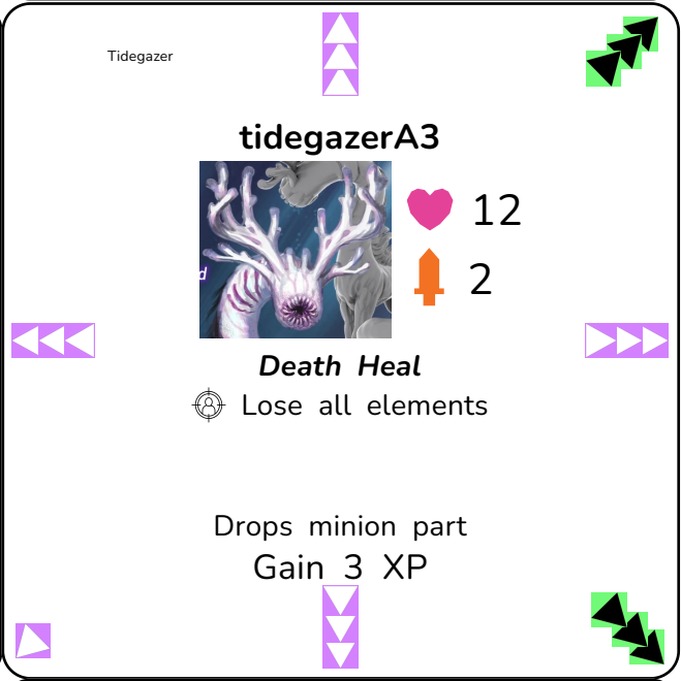 Tidegazer
tidegazerA3
12
d
2
Death Heal
Lose all elements
Drops minion part
Gain 3 XP